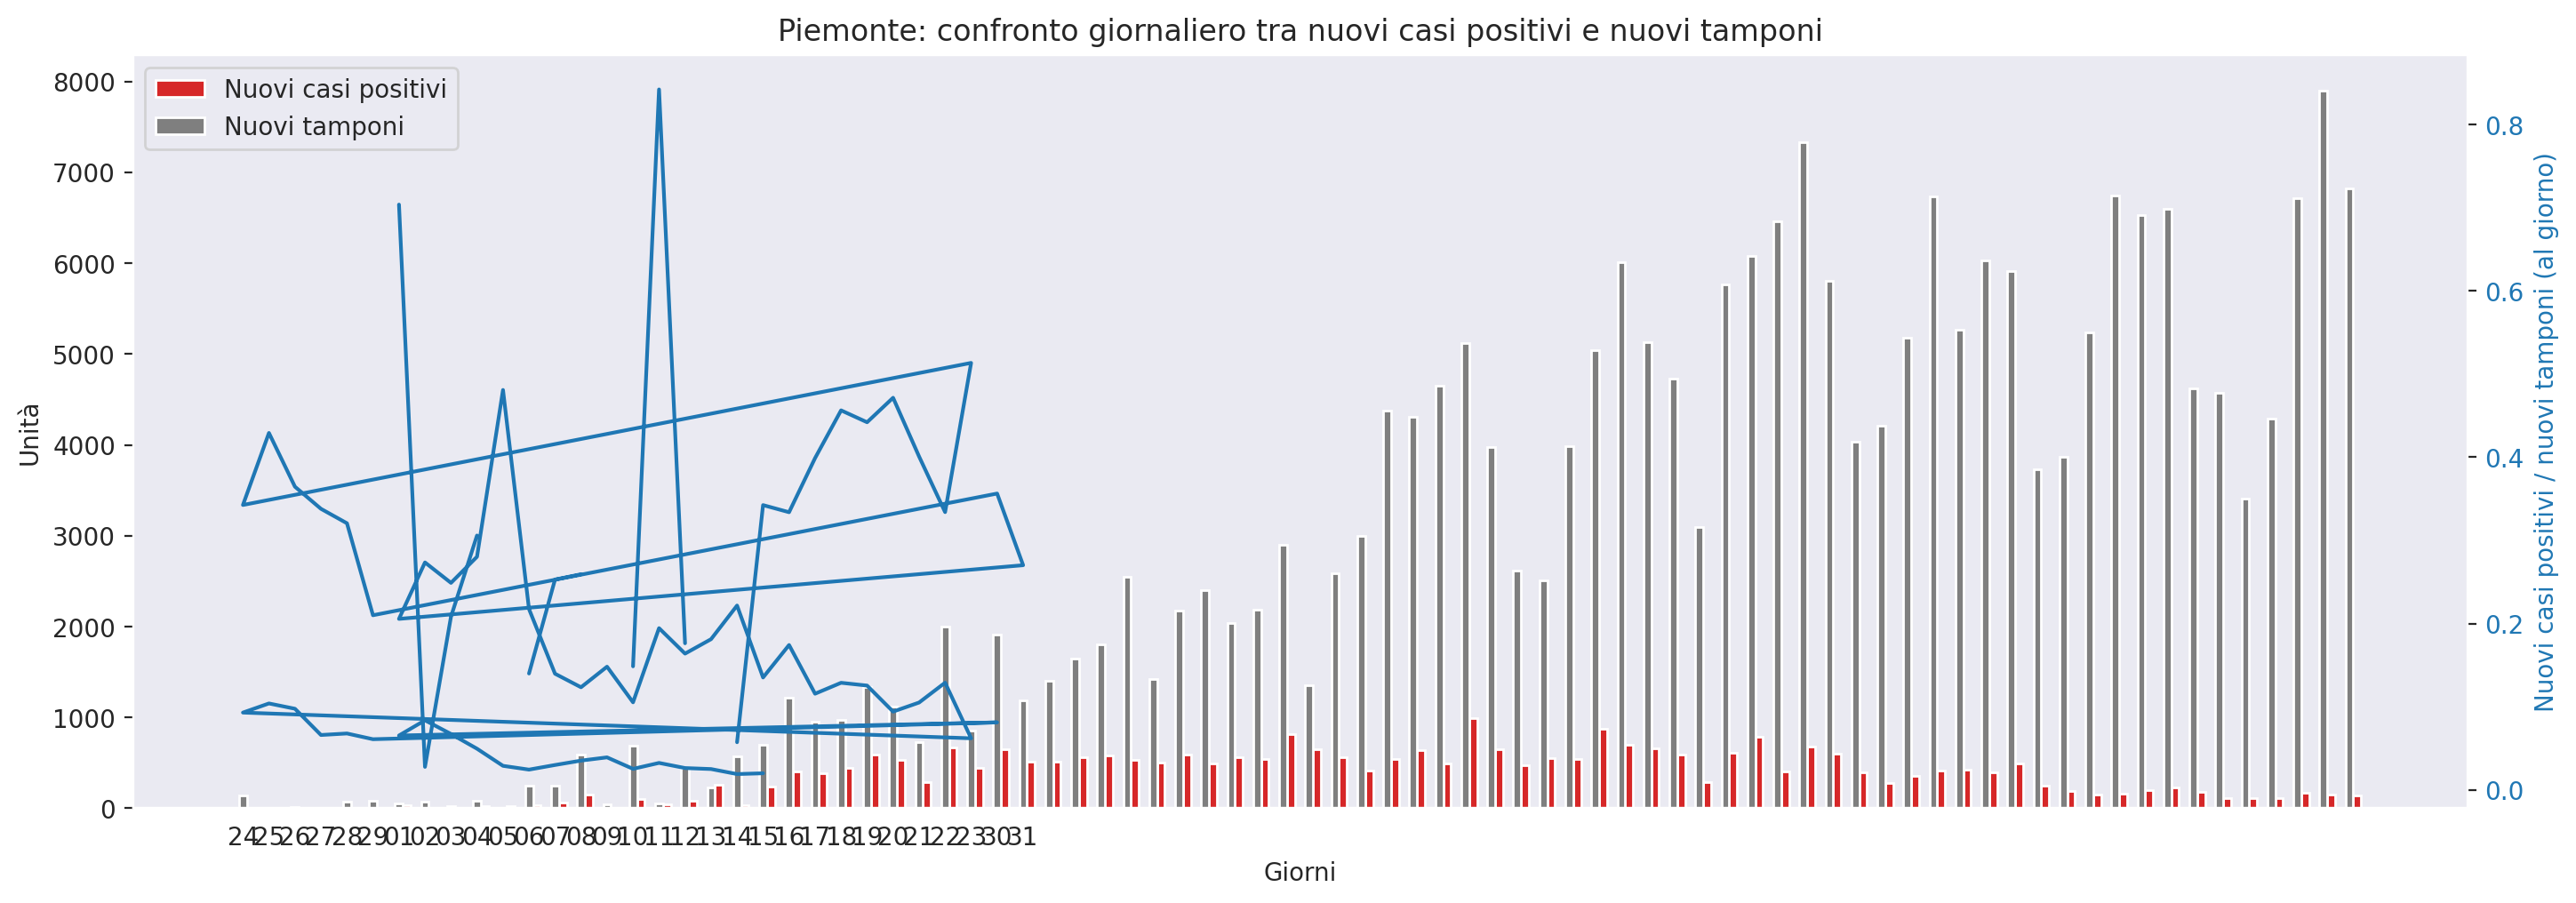 Piemonte: confronto giornaliero tra nuovi casi positivi e nuovi tamponi
Nuovi casi positivi
Nuovi tamponi
8000
7000
6000
5000
4000
3000
2000
1000
0
Unità
0.8
0.6
0.4
0.2
0.0
Nuovi casi positivi / nuovi tamponi (al giorno)
24 25 26 27 28 29 01 02 03 04 05 06 07 08 09 10 11 12 13 14 15 16 17 18 19 20 21 22 23 30 31
Giorni